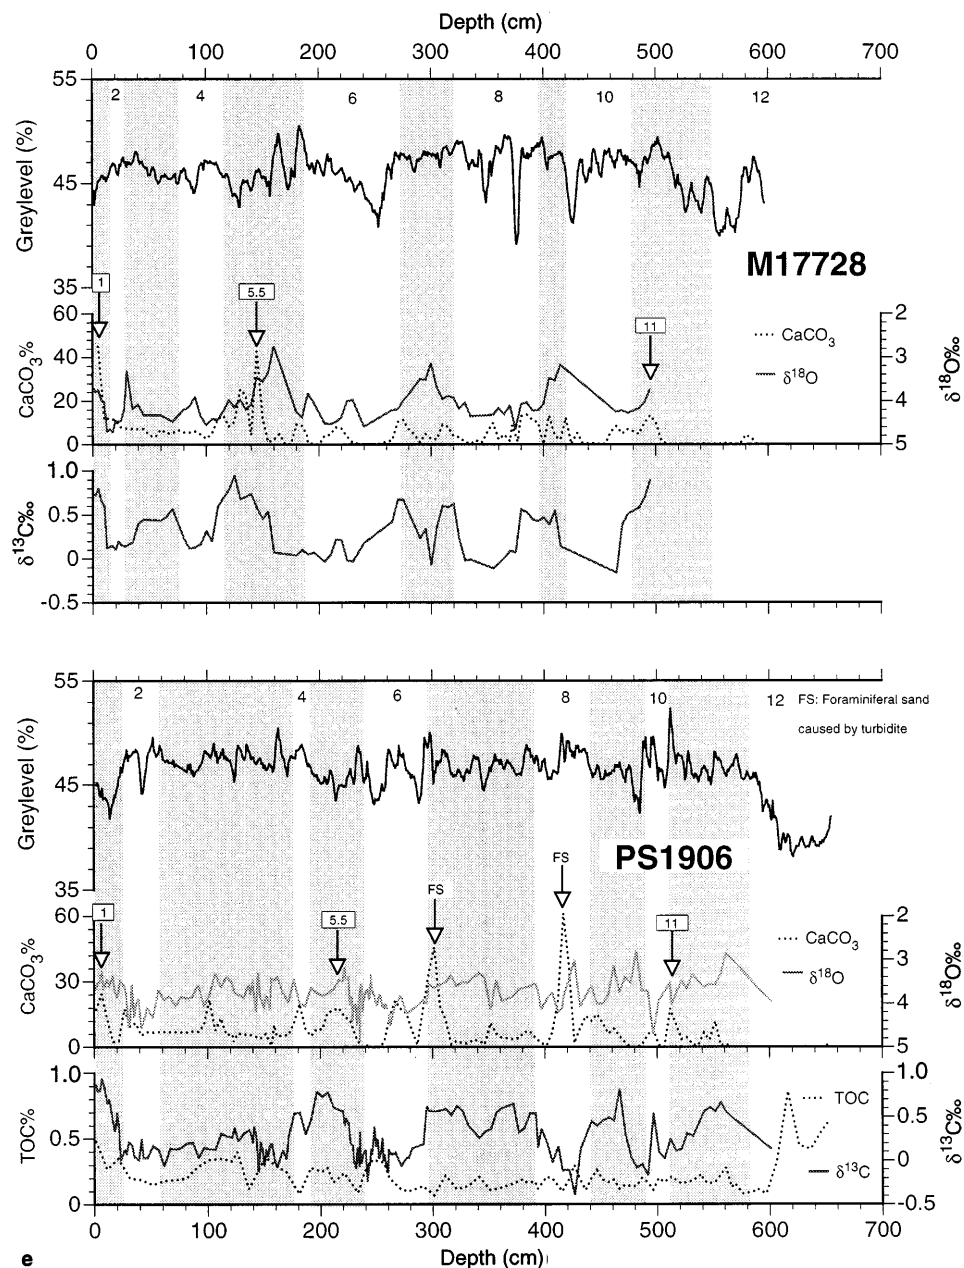 Depth (cm)
0 100 200 300 400 500 600 700
55
2 4 6 8 10 12
Greylevel (%)
45
35
M17728
1
5.5
11
60 2
CaCO3
δ18O
40 3
CaCO3%
δ18O‰
20 4
0 5
1.0
0.5
δ13C‰
0
-0.5
55
2 4 6 8 10 12
FS: Foraminiferal sand
caused by turbidite
Greylevel (%)
45
35
PS1906
FS
FS
1
5.5
11
60 2
CaCO3
δ18O
3
CaCO3%
δ18O‰
30
4
0 5
1.0 1.0
TOC
δ13C
TOC%
δ13C‰
0.5 0.5
0
0 -0.5
0 100 200 300 400 500 600 700
Depth (cm)
e